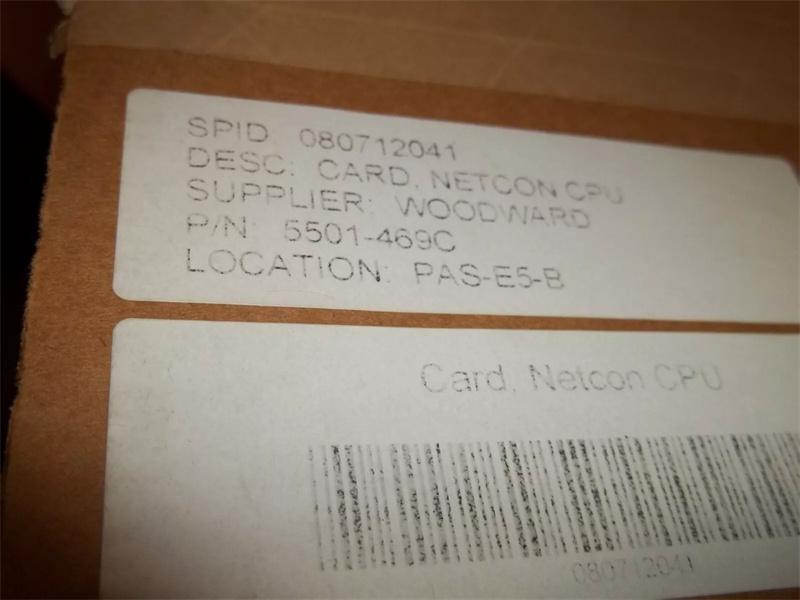 SPID 080712041
DESC: CARD, NETCON CPU
SUPPLIER: WOODWARD
P/N: 5501-469C
LOCATION: PAS-E5-B
Card, Netcon CPU
080712041